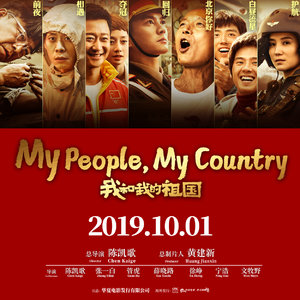 前夜
相遇
夺冠
回归
北京你好
白昼流星
护航
My People, My Country
我和我的祖国
2019.10.01
总导演 陈凯歌 总制片人 黄建新
Chen Kaige Huang Jianxin
导演 陈凯歌 张一白 管虎 薛晓路 徐峥 宁浩 文牧野